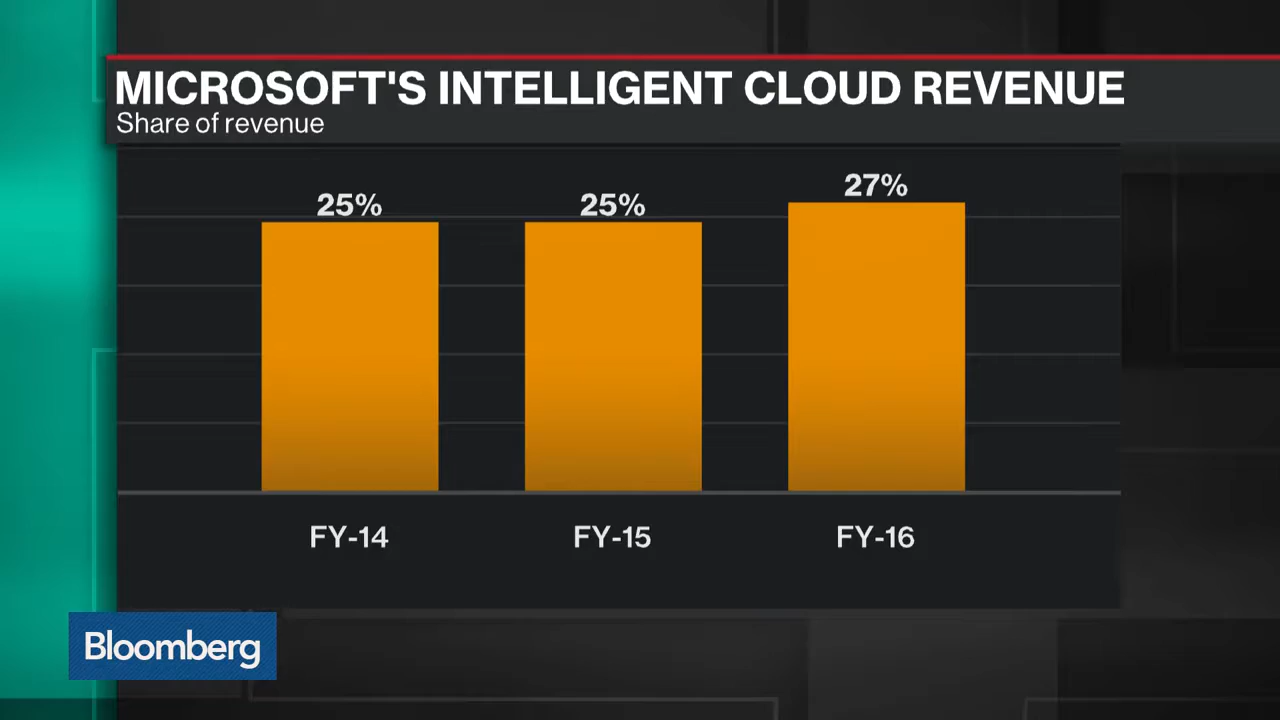 MICROSOFT'S INTELLIGENT CLOUD REVENUE
Share of revenue
25% 25% 27%
FY-14 FY-15 FY-16
Bloomberg